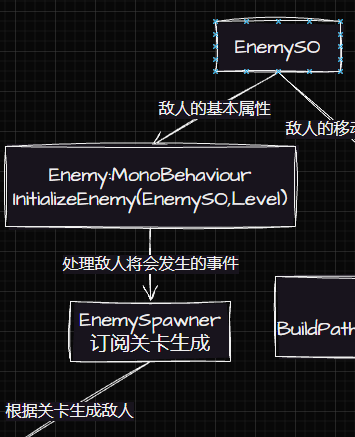 EnemySO
敌人的基本属性
敌人的移
Enemy:MonoBehaviour
InitializeEnemy(EnemySO,Level)
处理敌人将会发生的事件
EnemySpawner
订阅关卡生成
BuildPath
根据关卡生成敌人